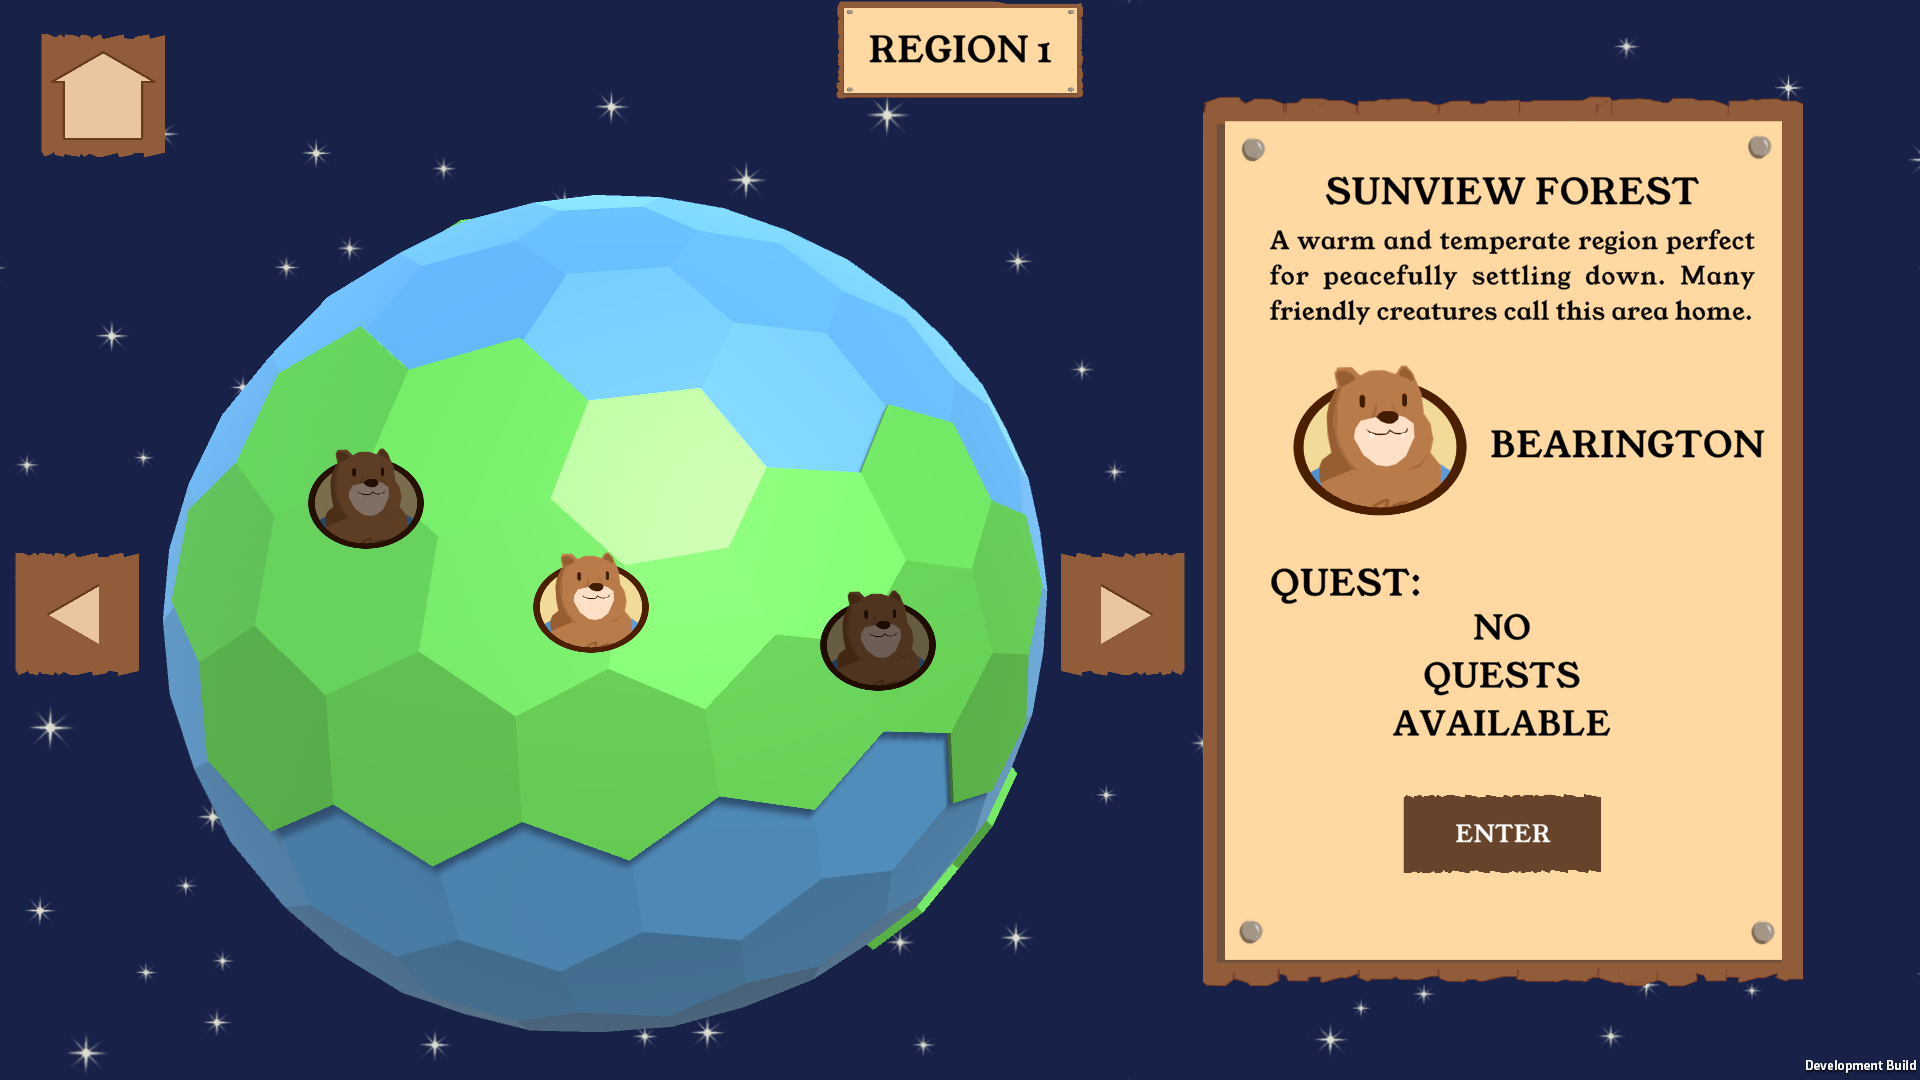 REGION 1
SUNVIEW FOREST
A warm and temperate region perfect
for peacefully settling down. Many
friendly creatures call this area home.
BEARINGTON
QUEST:
NO
QUESTS
AVAILABLE
ENTER
Development Build